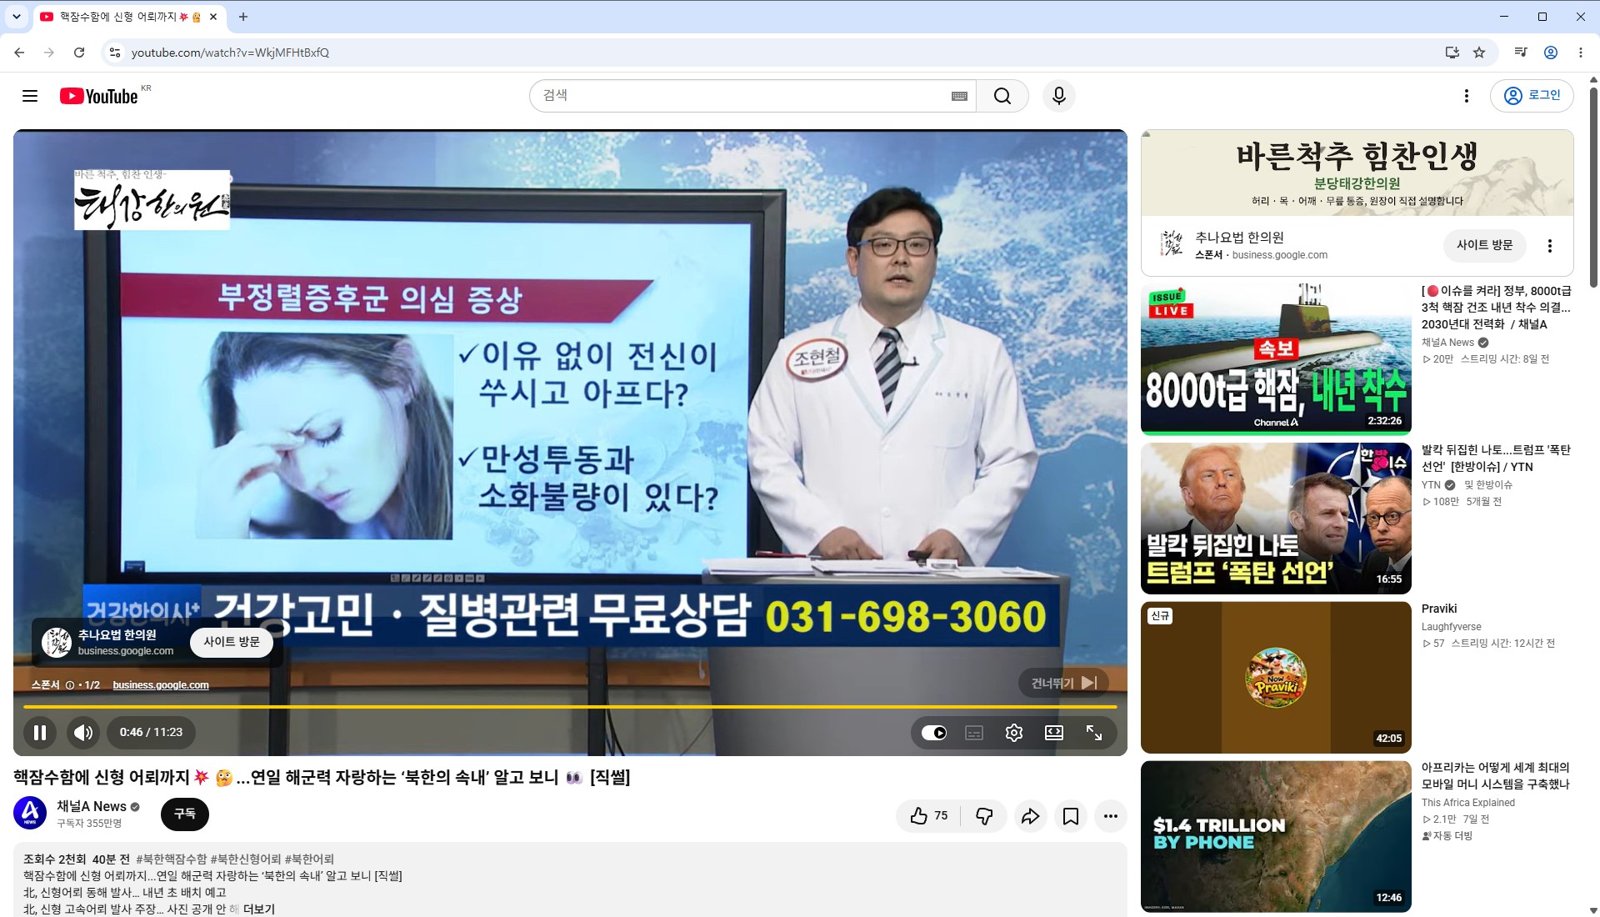 핵잠수함에 신형 어뢰까지💥🤔
youtube.com/watch?v=WkjMFHtBxfQ
YouTube KR
검색
로그인
바른 척추, 힘찬 인생
태강한의원
부정렬증후군 의심 증상
✓이유 없이 전신이
쑤시고 아프다?
✓만성투동과
소화불량이 있다?
조현철
건강한의사+ 건강고민 · 질병관련 무료상담 031-698-3060
추나요법 한의원
business.google.com
사이트 방문
스폰서 · 1/2 business.google.com
건너뛰기
0:46 / 11:23
핵잠수함에 신형 어뢰까지💥 🤔...연일 해군력 자랑하는 ‘북한의 속내’ 알고 보니 👀 [직썰]
채널A News
구독자 355만명
구독
75
조회수 2천회 40분 전 #북한핵잠수함 #북한신형어뢰 #북한어뢰
핵잠수함에 신형 어뢰까지...연일 해군력 자랑하는 ‘북한의 속내’ 알고 보니 [직썰]
北, 신형어뢰 동해 발사… 내년 초 배치 예고
北, 신형 고속어뢰 발사 주장… 사진 공개 안 해 더보기
바른척추 힘찬인생
분당태강한의원
허리 · 목 · 어깨 · 무릎 통증, 원장이 직접 설명합니다
추나요법 한의원
스폰서 · business.google.com
사이트 방문
ISSUE
LIVE
속보
8000t급 핵잠, 내년 착수
Channel A
2:32:26
[🔴이슈를 켜라] 정부, 8000t급
3척 핵잠 건조 내년 착수 의결...
2030년대 전력화 / 채널A
채널A News
20만 스트리밍 시간: 8일 전
한방이슈
발칵 뒤집힌 나토
트럼프 ‘폭탄 선언’
16:55
발칵 뒤집힌 나토...트럼프 '폭탄
선언' [한방이슈] / YTN
YTN 및 한방이슈
108만 5개월 전
신규
Now
Praviki
42:05
Praviki
Laughfyverse
57 스트리밍 시간: 12시간 전
$1.4 TRILLION
BY PHONE
12:46
아프리카는 어떻게 세계 최대의
모바일 머니 시스템을 구축했나
This Africa Explained
2.1만 7일 전
자동 더빙